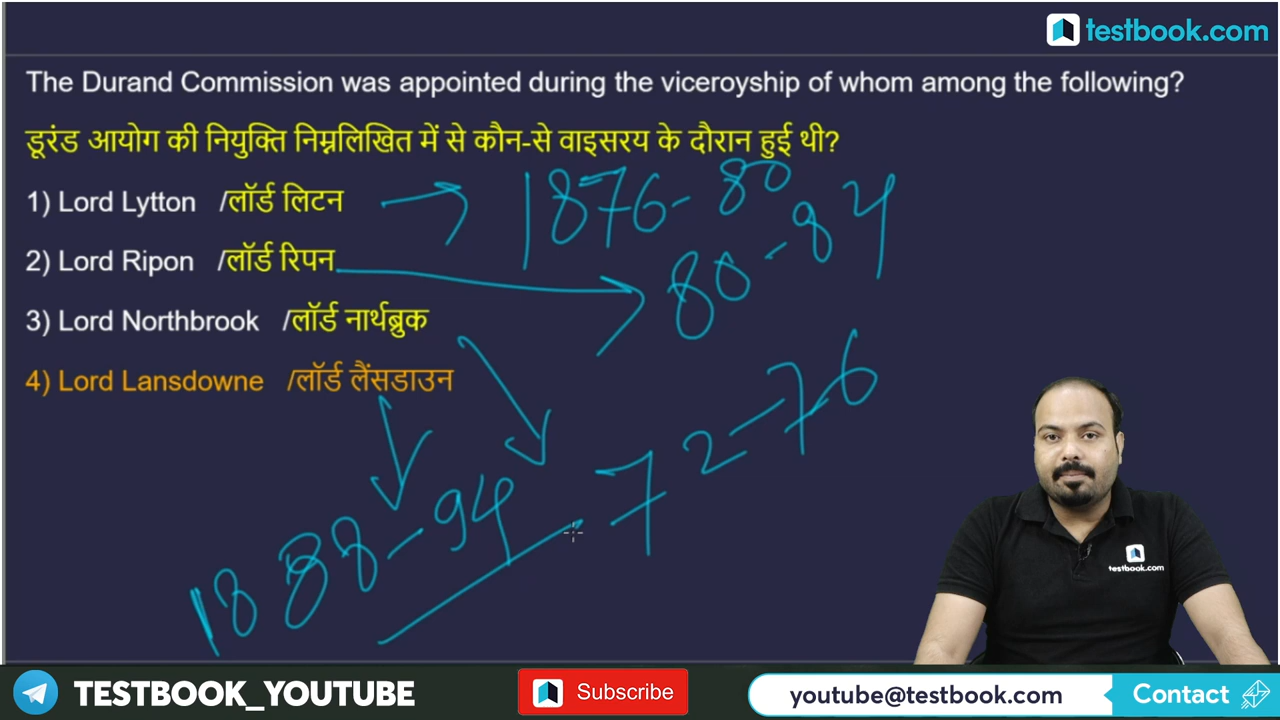 testbook.com
The Durand Commission was appointed during the viceroyship of whom among the following?
डूरंड आयोग की नियुक्ति निम्नलिखित में से कौन-से वाइसरय के दौरान हुई थी?
1) Lord Lytton /लॉर्ड लिटन
1876-80
2) Lord Ripon /लॉर्ड रिपन
80-84
3) Lord Northbrook /लॉर्ड नार्थब्रुक
4) Lord Lansdowne /लॉर्ड लैंसडाउन
72-76
1888-94
testbook.com
TESTBOOK_YOUTUBE
Subscribe
youtube@testbook.com
Contact